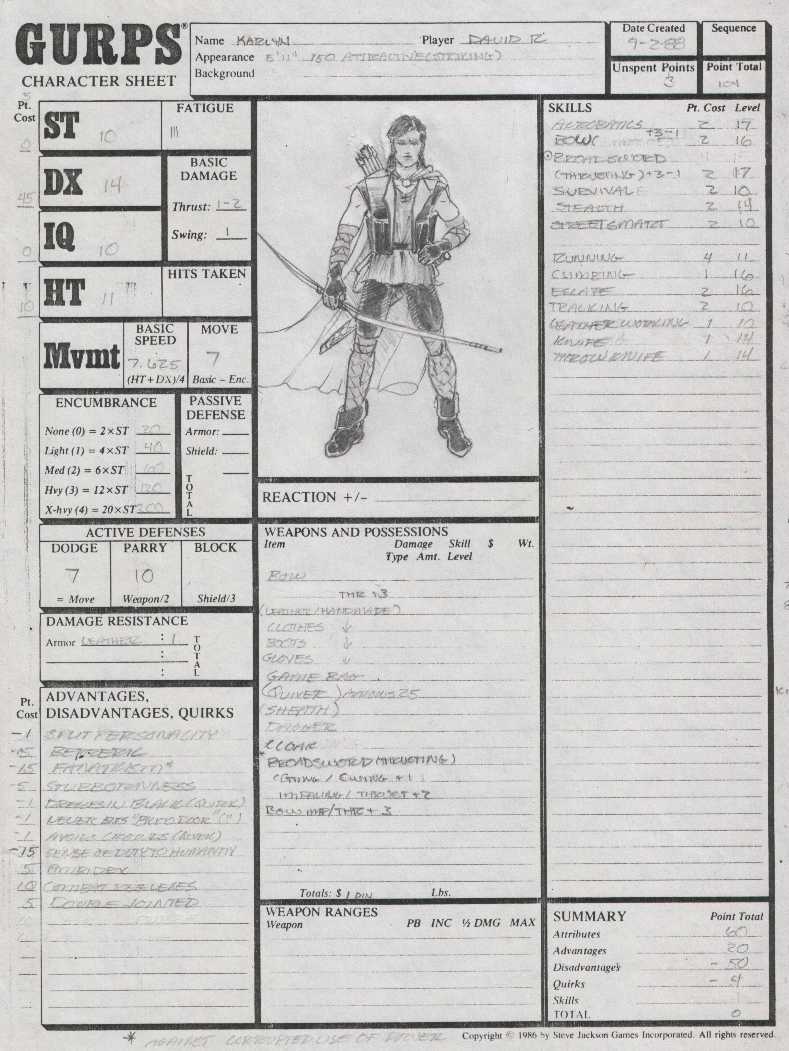 GURPS®
CHARACTER SHEET
Name KARLYN Player DAVID R
Appearance 5'11" 150 ATTRACTIVE (STRIKING)
Background
Date Created
9-2-88
Sequence
Unspent Points
3
Point Total
104
Pt. Cost
0 ST 10
45 DX 14
0 IQ 10
10 HT 11
FATIGUE
|||
BASIC DAMAGE
Thrust: 1-2
Swing: 1
HITS TAKEN
Mvmt
BASIC SPEED
7.625
(HT+DX)/4
MOVE
7
Basic – Enc.
ENCUMBRANCE
None (0) = 2×ST 20
Light (1) = 4×ST 40
Med (2) = 6×ST
Hvy (3) = 12×ST 120
X-hvy (4) = 20×ST 200
PASSIVE DEFENSE
Armor:
Shield:
TOTAL
ACTIVE DEFENSES
DODGE PARRY BLOCK
7 10
= Move Weapon/2 Shield/3
DAMAGE RESISTANCE
Armor LEATHER : 1
TOTAL
Pt. Cost
ADVANTAGES, DISADVANTAGES, QUIRKS
-1 SPLIT PERSONALITY
-15 BERSERK
-15 FANATICISM*
-5 STUBBORNNESS
-1 DRESSES IN BLACK (QUIRK)
-1
-1 AVOIDS (QUIRK)
-15 SENSE OF DUTY TO HUMANITY
5 AMBIDEX
10 COMBAT REFLEXES
5 DOUBLE JOINTED
* AGAINST CORRUPTED USE OF POWER
REACTION +/–
WEAPONS AND POSSESSIONS
Item Damage Skill $ Wt.
Type Amt. Level
BOW
THR +3
(LEATHER/HANDMADE)
CLOTHES ↓
BOOTS ↓
GLOVES ↓
GAME BAG
(QUIVER) ARROWS 25
(SHEATH)
DAGGER
CLOAK
*BROADSWORD (THRUSTING)
CUTTING / SWING +1
IMPALING / THRUST +2
BOW IMP/THR + 3
Totals: $ 1 DIN Lbs.
WEAPON RANGES
Weapon PB INC ½ DMG MAX
SKILLS Pt. Cost Level
ACROBATICS 2 17
BOW +3-1 2 16
BROADSWORD
(THRUSTING) +3-1 2 17
SURVIVAL 2 10
STEALTH 2 14
STREETSMART 2 10
RUNNING 4 11
CLIMBING 1 16
ESCAPE 2 16
TRACKING 2 10
LEATHERWORKING 1 10
KNIFE 1 14
THROW KNIFE 1 14
SUMMARY Point Total
Attributes 60
Advantages 20
Disadvantages - 50
Quirks - 4
Skills
TOTAL 0
Copyright © 1986 by Steve Jackson Games Incorporated. All rights reserved.